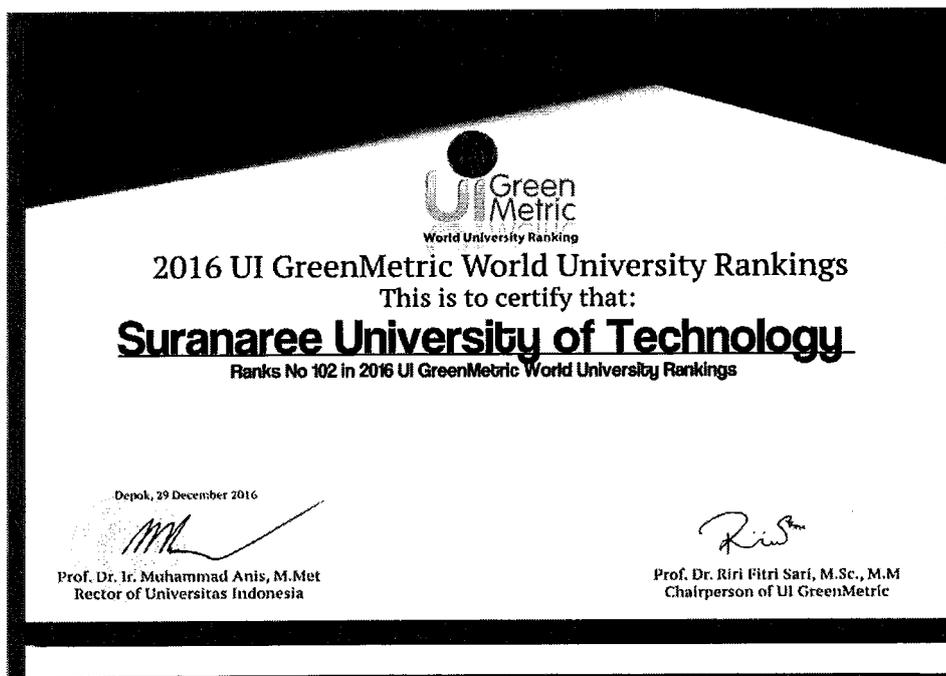 UI Green
Metric
World University Ranking
2016 UI GreenMetric World University Rankings
This is to certify that:
Suranaree University of Technology
Ranks No 102 in 2016 UI GreenMetric World University Rankings
Depok, 29 December 2016
Prof. Dr. Ir. Muhammad Anis, M.Met
Rector of Universitas Indonesia
Prof. Dr. Riri Fitri Sari, M.Sc., M.M
Chairperson of UI GreenMetric